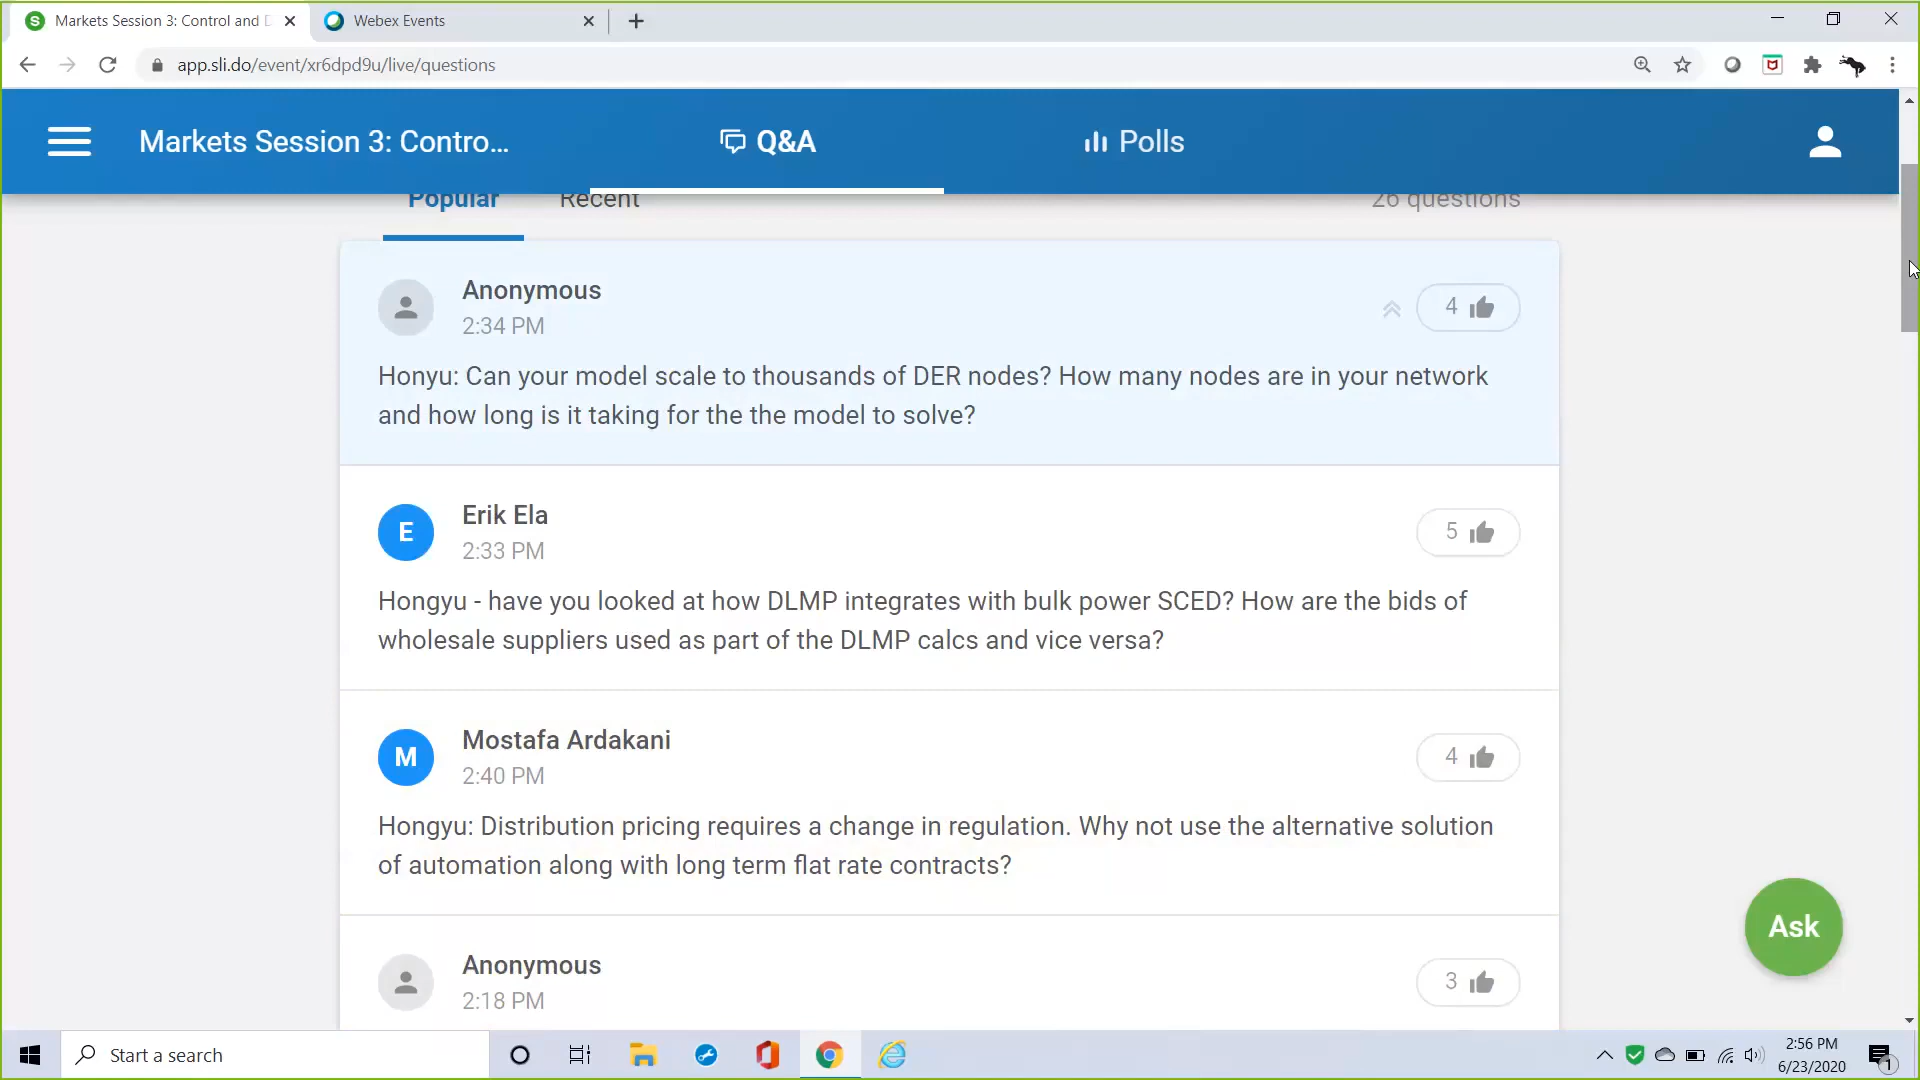 Markets Session 3: Control and D
Webex Events
app.sli.do/event/xr6dpd9u/live/questions
Markets Session 3: Contro...
Q&A
Polls
Popular
Recent
26 questions
Anonymous
2:34 PM
4
Honyu: Can your model scale to thousands of DER nodes? How many nodes are in your network
and how long is it taking for the the model to solve?
E
Erik Ela
2:33 PM
5
Hongyu - have you looked at how DLMP integrates with bulk power SCED? How are the bids of
wholesale suppliers used as part of the DLMP calcs and vice versa?
M
Mostafa Ardakani
2:40 PM
4
Hongyu: Distribution pricing requires a change in regulation. Why not use the alternative solution
of automation along with long term flat rate contracts?
Ask
Anonymous
2:18 PM
3
Start a search
2:56 PM
6/23/2020
1